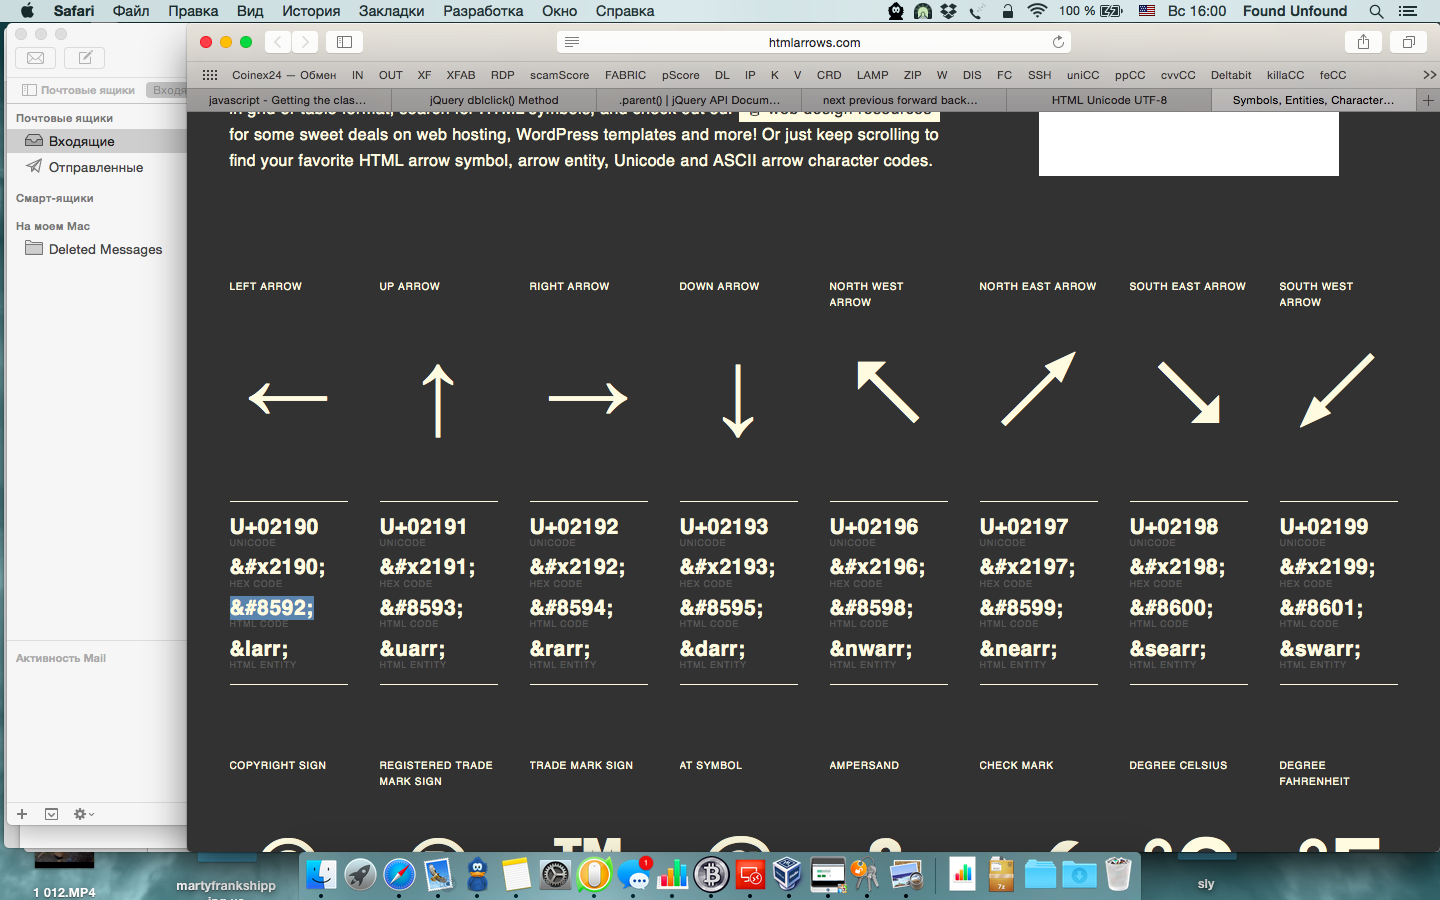 Safari Файл Правка Вид История Закладки Разработка Окно Справка 100 % Вс 16:00 Found Unfound
htmlarrows.com
Coinex24 — Обмен IN OUT XF XFAB RDP scamScore FABRIC pScore DL IP K V CRD LAMP ZIP W DIS FC SSH uniCC ppCC cvvCC Deltabit killaCC feCC
javascript - Getting the clas... jQuery dblclick() Method .parent() | jQuery API Docum... next previous forward back... HTML Unicode UTF-8 Symbols, Entities, Character...
Почтовые ящики
Почтовые ящики
Входящие
Отправленные
Смарт-ящики
На моем Mac
Deleted Messages
Активность Mail
for some sweet deals on web hosting, WordPress templates and more! Or just keep scrolling to
find your favorite HTML arrow symbol, arrow entity, Unicode and ASCII arrow character codes.
LEFT ARROW UP ARROW RIGHT ARROW DOWN ARROW NORTH WEST NORTH EAST ARROW SOUTH EAST ARROW SOUTH WEST
ARROW ARROW
← ↑ → ↓ ↖ ↗ ↘ ↙
U+02190 U+02191 U+02192 U+02193 U+02196 U+02197 U+02198 U+02199
UNICODE UNICODE UNICODE UNICODE UNICODE UNICODE UNICODE UNICODE
&#x2190; &#x2191; &#x2192; &#x2193; &#x2196; &#x2197; &#x2198; &#x2199;
HEX CODE HEX CODE HEX CODE HEX CODE HEX CODE HEX CODE HEX CODE HEX CODE
&#8592; &#8593; &#8594; &#8595; &#8598; &#8599; &#8600; &#8601;
HTML CODE HTML CODE HTML CODE HTML CODE HTML CODE HTML CODE HTML CODE HTML CODE
&larr; &uarr; &rarr; &darr; &nwarr; &nearr; &searr; &swarr;
HTML ENTITY HTML ENTITY HTML ENTITY HTML ENTITY HTML ENTITY HTML ENTITY HTML ENTITY HTML ENTITY
COPYRIGHT SIGN REGISTERED TRADE TRADE MARK SIGN AT SYMBOL AMPERSAND CHECK MARK DEGREE CELSIUS DEGREE
MARK SIGN FAHRENHEIT
1 012.MP4
martyfrankshipp
sly